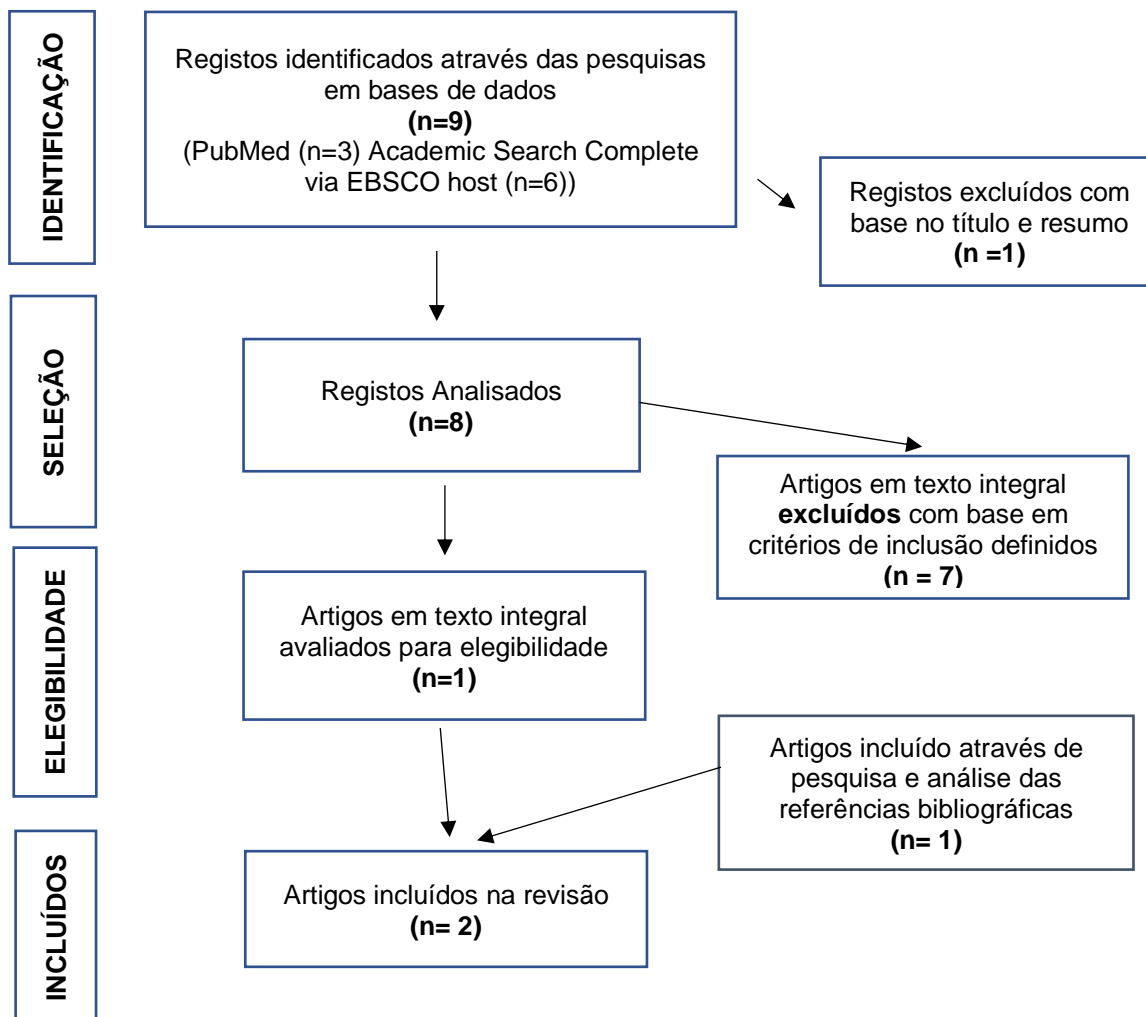 IDENTIFICAÇÃO
Registos identificados através das pesquisas
em bases de dados
(n=9)
(PubMed (n=3) Academic Search Complete
via EBSCO host (n=6))
Registos excluídos com
base no título e resumo
(n =1)
SELEÇÃO
Registos Analisados
(n=8)
Artigos em texto integral
excluídos com base em
critérios de inclusão definidos
(n = 7)
ELEGIBILIDADE
Artigos em texto integral
avaliados para elegibilidade
(n=1)
Artigos incluído através de
pesquisa e análise das
referências bibliográficas
(n= 1)
INCLUÍDOS
Artigos incluídos na revisão
(n= 2)